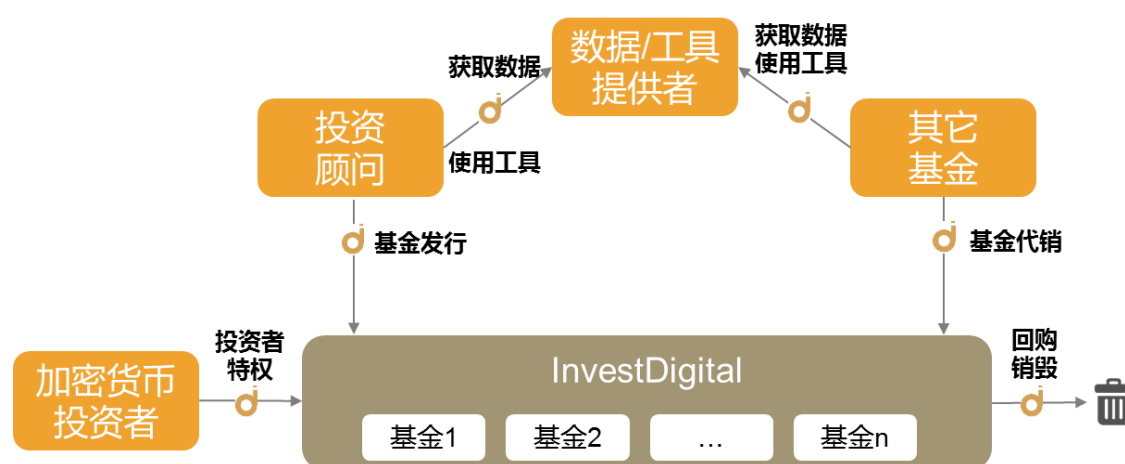 数据/工具
提供者
获取数据
获取数据
使用工具
投资
顾问
使用工具
其它
基金
基金发行
基金代销
加密货币
投资者
投资者
特权
InvestDigital
基金1
基金2
…
基金n
回购
销毁